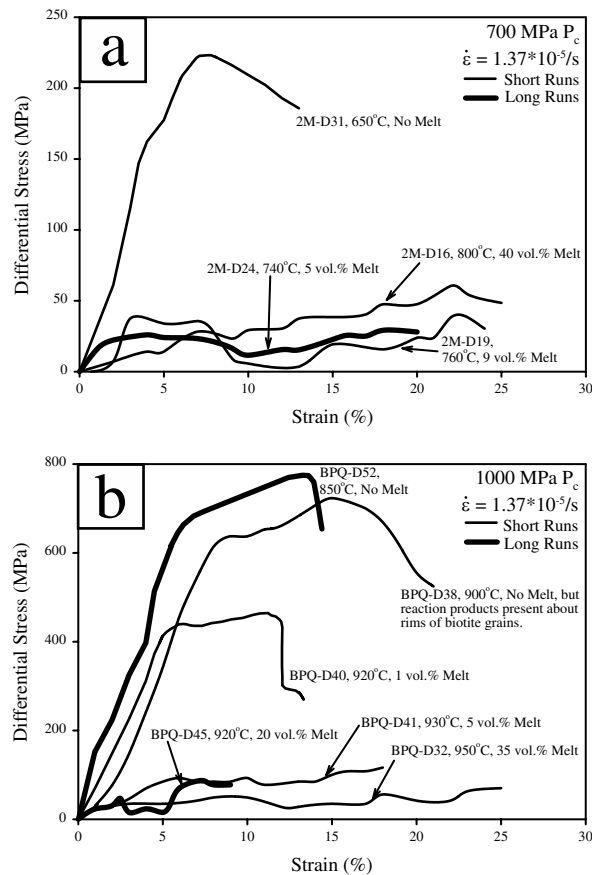 a
700 MPa Pc
ε̇ = 1.37*10-5/s
Short Runs
Long Runs
250
200
150
100
50
0
Differential Stress (MPa)
2M-D31, 650°C, No Melt
2M-D16, 800°C, 40 vol.% Melt
2M-D24, 740°C, 5 vol.% Melt
2M-D19,
760°C, 9 vol.% Melt
0 5 10 15 20 25 30
Strain (%)
b
1000 MPa Pc
ε̇ = 1.37*10-5/s
Short Runs
Long Runs
800
600
400
200
0
Differential Stress (MPa)
BPQ-D52,
850°C, No Melt
BPQ-D38, 900°C, No Melt, but
reaction products present about
rims of biotite grains.
BPQ-D40, 920°C, 1 vol.% Melt
BPQ-D41, 930°C, 5 vol.% Melt
BPQ-D45, 920°C, 20 vol.% Melt
BPQ-D32, 950°C, 35 vol.% Melt
0 5 10 15 20 25 30
Strain (%)